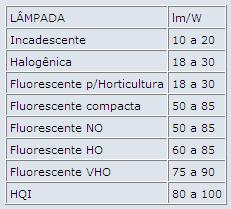 LÂMPADA lm/W
Incadescente 10 a 20
Halogênica 18 a 30
Fluorescente p/Horticultura 18 a 30
Fluorescente compacta 50 a 85
Fluorescente NO 50 a 85
Fluorescente HO 60 a 85
Fluorescente VHO 75 a 90
HQI 80 a 100